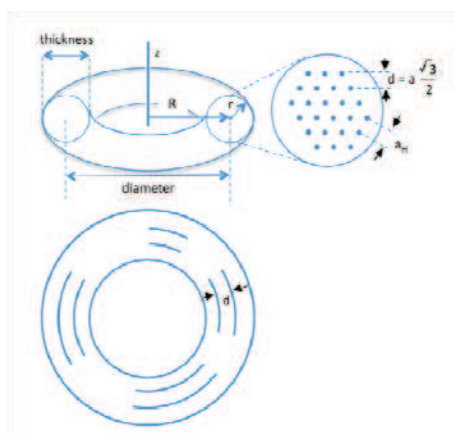 thickness
z
R
r
d = a √3/2
a_H
diameter
d